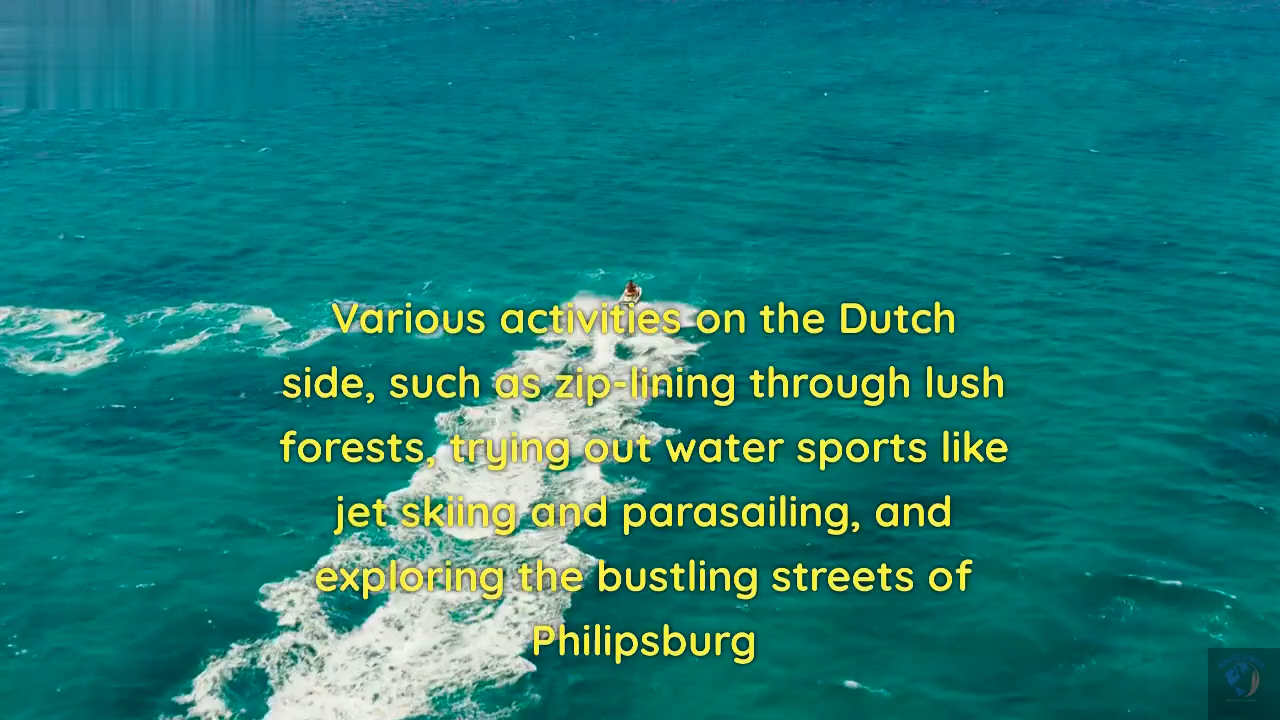 Various activities on the Dutch
side, such as zip-lining through lush
forests, trying out water sports like
jet skiing and parasailing, and
exploring the bustling streets of
Philipsburg